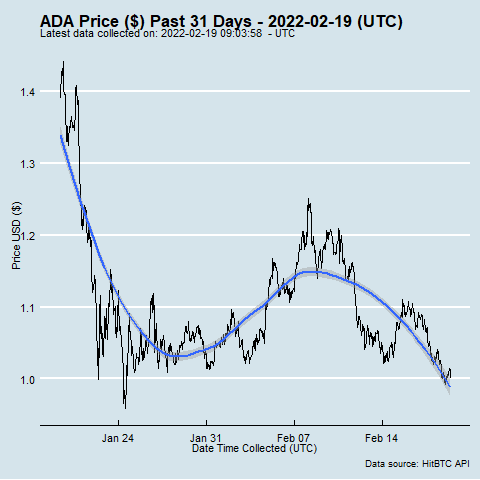 ADA Price ($) Past 31 Days - 2022-02-19 (UTC)
Latest data collected on: 2022-02-19 09:03:58 - UTC
1.4
1.3
1.2
1.1
1.0
Price USD ($)
Jan 24 Jan 31 Feb 07 Feb 14
Date Time Collected (UTC)
Data source: HitBTC API